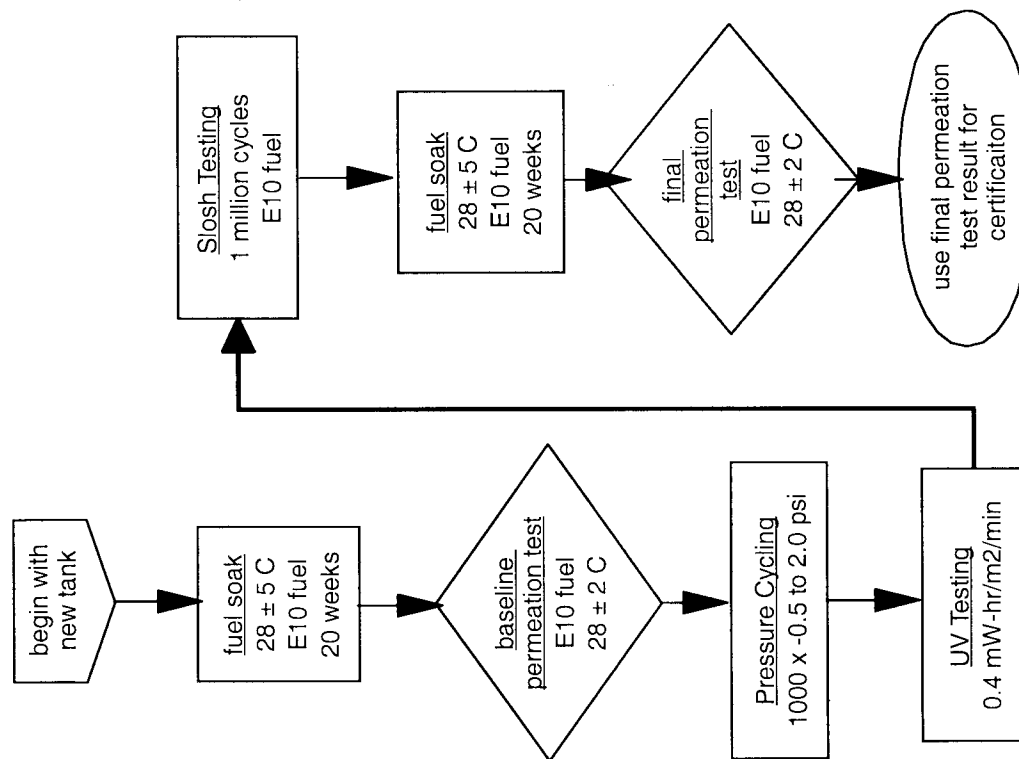 begin with
new tank
fuel soak
28 ± 5 C
E10 fuel
20 weeks
baseline
permeation test
E10 fuel
28 ± 2 C
Pressure Cycling
1000 x -0.5 to 2.0 psi
UV Testing
0.4 mW-hr/m2/min
Slosh Testing
1 million cycles
E10 fuel
fuel soak
28 ± 5 C
E10 fuel
20 weeks
final
permeation
test
E10 fuel
28 ± 2 C
use final permeation
test result for
certificaiton